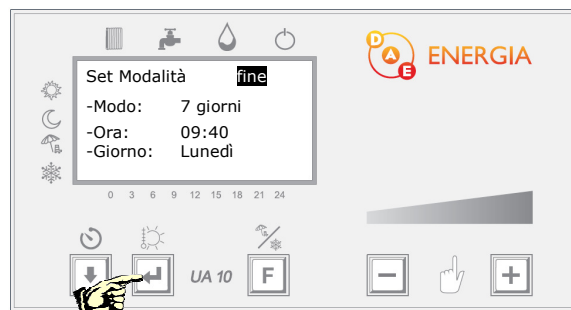 D
A
E
ENERGIA
Set Modalità fine
-Modo: 7 giorni
-Ora: 09:40
-Giorno: Lunedì
0 3 6 9 12 15 18 21 24
UA 10
F